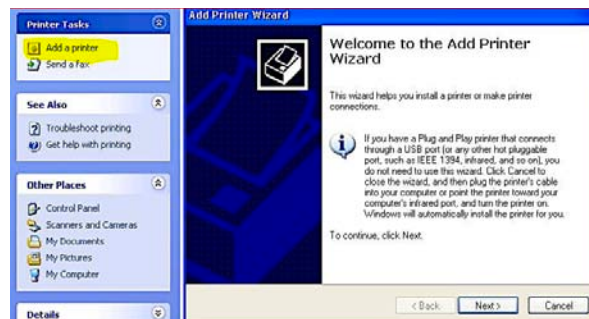 Printer Tasks
Add a printer
Send a fax
See Also
Troubleshoot printing
Get help with printing
Other Places
Control Panel
Scanners and Cameras
My Documents
My Pictures
My Computer
Details
Add Printer Wizard
Welcome to the Add Printer
Wizard
This wizard helps you install a printer or make printer
connections.
If you have a Plug and Play printer that connects
through a USB port (or any other hot pluggable
port, such as IEEE 1394, infrared, and so on), you
do not need to use this wizard. Click Cancel to
close the wizard, and then plug the printer's cable
into your computer or point the printer toward your
computer's infrared port, and turn the printer on.
Windows will automatically install the printer for you.
To continue, click Next.
< Back
Next >
Cancel